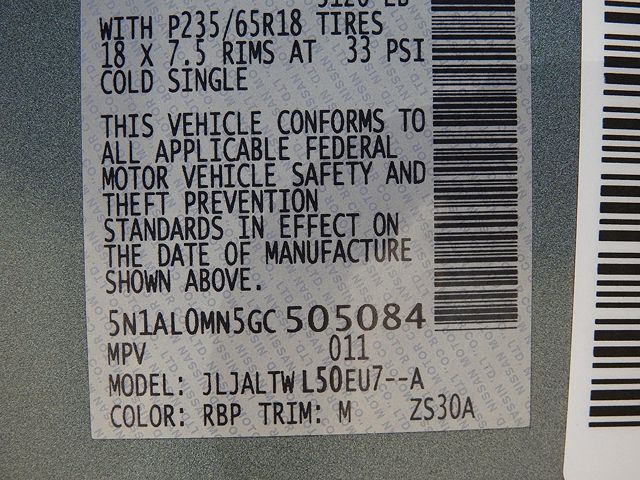 WITH P235/65R18 TIRES
18 X 7.5 RIMS AT 33 PSI
COLD SINGLE
THIS VEHICLE CONFORMS TO
ALL APPLICABLE FEDERAL
MOTOR VEHICLE SAFETY AND
THEFT PREVENTION
STANDARDS IN EFFECT ON
THE DATE OF MANUFACTURE
SHOWN ABOVE.
5N1AL0MN5GC 505084
MPV 011
MODEL: JLJALTWL50EU7--A
COLOR: RBP TRIM: M ZS30A